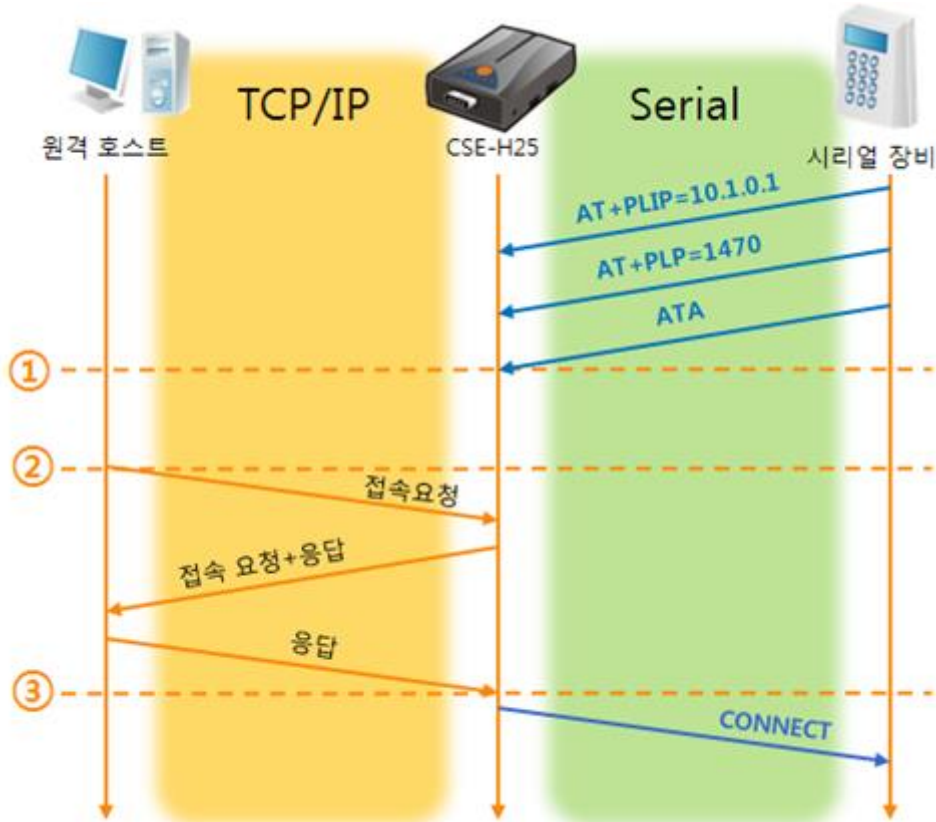 TCP/IP
Serial
원격 호스트
CSE-H25
시리얼 장비
AT+PLIP=10.1.0.1
AT+PLP=1470
ATA
①
②
접속요청
접속 요청+응답
응답
③
CONNECT